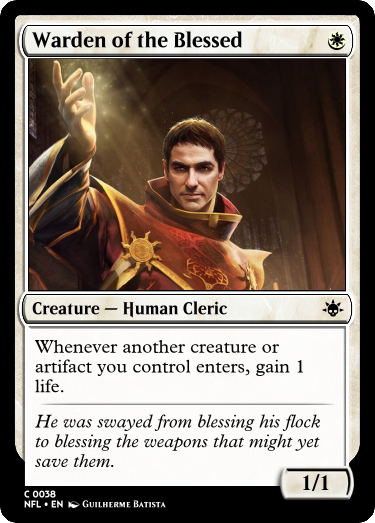 Warden of the Blessed
Creature — Human Cleric
Whenever another creature or
artifact you control enters, gain 1
life.
He was swayed from blessing his flock
to blessing the weapons that might yet
save them.
1/1
C 0038
NFL • EN Guilherme Batista